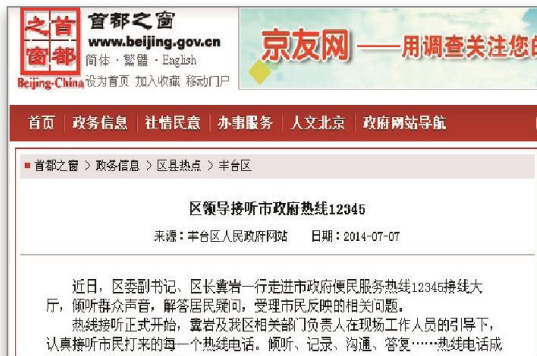 首都之窗
首都之窗
www.beijing.gov.cn
简体 · 繁體 · English
Beijing-China
设为首页 加入收藏 移动门户
京友网 ——用调查关注您的
首页 政务信息 社情民意 办事服务 人文北京 政府网站导航
首都之窗 > 政务信息 > 区县热点 > 丰台区
区领导接听市政府热线12345
来源：丰台区人民政府网站 日期：2014-07-07
近日，区委副书记、区长冀岩一行走进市政府便民服务热线12345接线大
厅，倾听群众声音，解答居民疑问，受理市民反映的相关问题。
热线接听正式开始，冀岩及我区相关部门负责人在现场工作人员的引导下，
认真接听市民打来的每一个热线电话。倾听、记录、沟通、答复……热线电话成